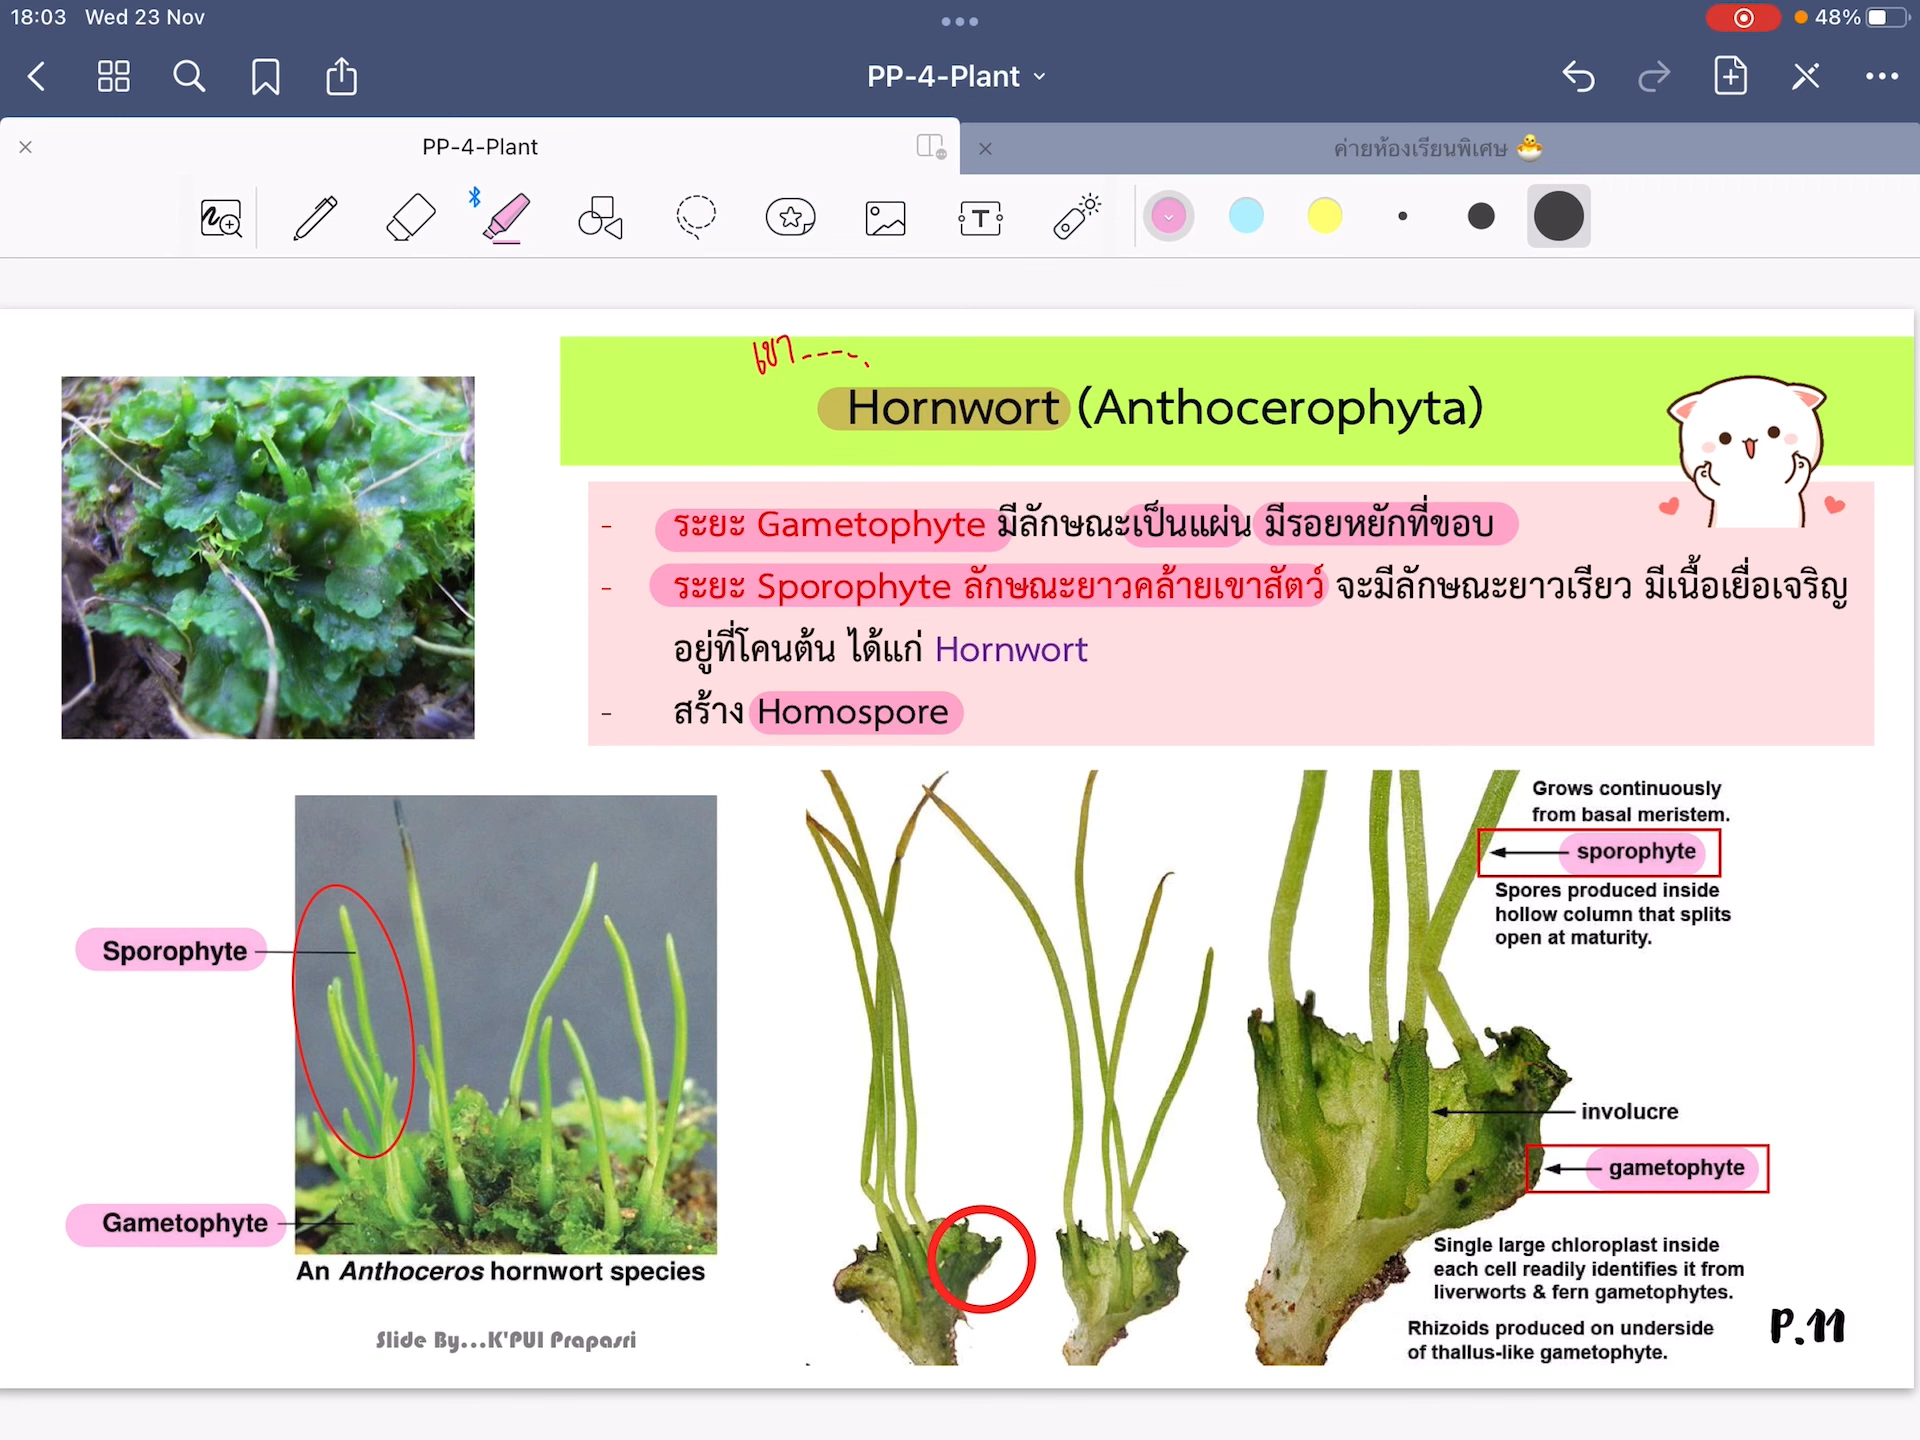 18:03 Wed 23 Nov
48%
PP-4-Plant
PP-4-Plant
ค่ายห้องเรียนพิเศษ 🐣
T
เขา
Hornwort (Anthocerophyta)
- ระยะ Gametophyte มีลักษณะเป็นแผ่น มีรอยหยักที่ขอบ
- ระยะ Sporophyte ลักษณะยาวคล้ายเขาสัตว์ จะมีลักษณะยาวเรียว มีเนื้อเยื่อเจริญ
อยู่ที่โคนต้น ได้แก่ Hornwort
- สร้าง Homospore
Sporophyte
Gametophyte
An Anthoceros hornwort species
Grows continuously
from basal meristem.
sporophyte
Spores produced inside
hollow column that splits
open at maturity.
involucre
gametophyte
Single large chloroplast inside
each cell readily identifies it from
liverworts & fern gametophytes.
Rhizoids produced on underside
of thallus-like gametophyte.
Slide By...K'PUI Prapasri
P.11